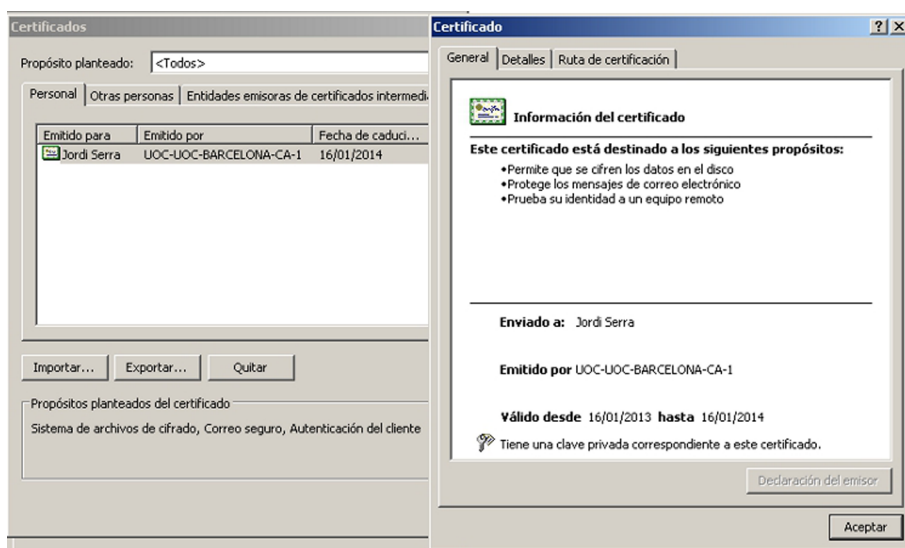 Certificados
Propósito planteado: <Todos>
Personal Otras personas Entidades emisoras de certificados intermedi
Emitido para Emitido por Fecha de caduci...
Jordi Serra UOC-UOC-BARCELONA-CA-1 16/01/2014
Importar... Exportar... Quitar
Propósitos planteados del certificado
Sistema de archivos de cifrado, Correo seguro, Autenticación del cliente
Certificado
General Detalles Ruta de certificación
Información del certificado
Este certificado está destinado a los siguientes propósitos:
•Permite que se cifren los datos en el disco
•Protege los mensajes de correo electrónico
•Prueba su identidad a un equipo remoto
Enviado a: Jordi Serra
Emitido por UOC-UOC-BARCELONA-CA-1
Válido desde 16/01/2013 hasta 16/01/2014
Tiene una clave privada correspondiente a este certificado.
Declaración del emisor
Aceptar